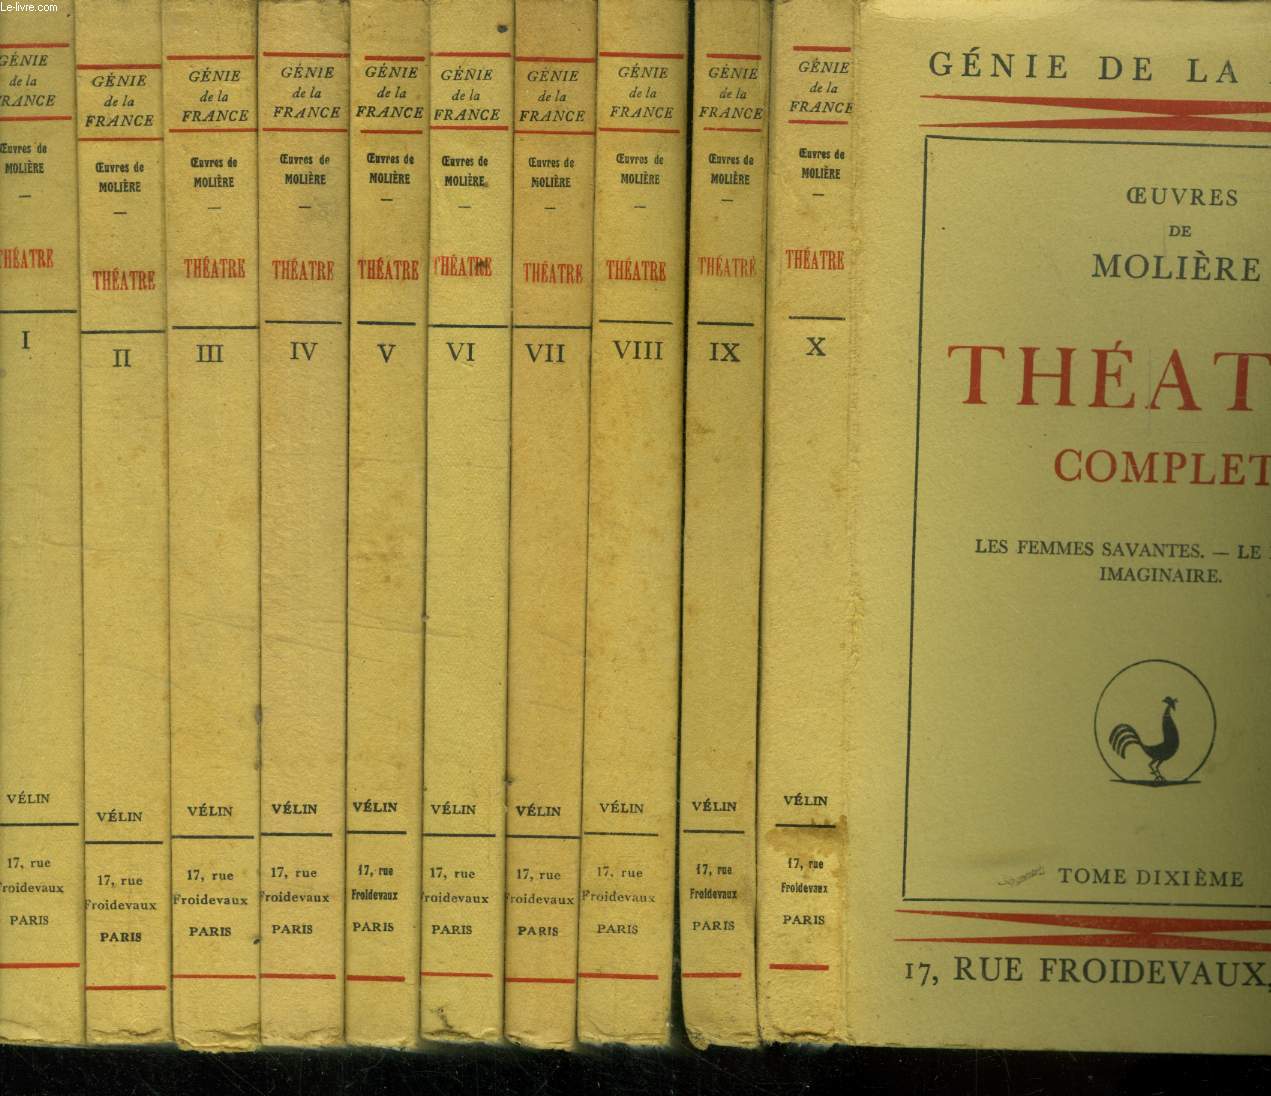 Le-livre.com
GÉNIE
de la
FRANCE
Œuvres de
MOLIÈRE
THÉATRE
I
VÉLIN
17, rue
Froidevaux
PARIS
GÉNIE
de la
FRANCE
Œuvres de
MOLIÈRE
THÉATRE
II
VÉLIN
17, rue
Froidevaux
PARIS
GÉNIE
de la
FRANCE
Œuvres de
MOLIÈRE
THÉATRE
III
VÉLIN
17, rue
Froidevaux
PARIS
GÉNIE
de la
FRANCE
Œuvres de
MOLIÈRE
THÉATRE
IV
VÉLIN
17, rue
Froidevaux
PARIS
GÉNIE
de la
FRANCE
Œuvres de
MOLIÈRE
THÉATRE
V
VÉLIN
17, rue
Froidevaux
PARIS
GÉNIE
de la
FRANCE
Œuvres de
MOLIÈRE
THÉATRE
VI
VÉLIN
17, rue
Froidevaux
PARIS
GÉNIE
de la
FRANCE
Œuvres de
MOLIÈRE
THÉATRE
VII
VÉLIN
17, rue
Froidevaux
PARIS
GÉNIE
de la
FRANCE
Œuvres de
MOLIÈRE
THÉATRE
VIII
VÉLIN
17, rue
Froidevaux
PARIS
GÉNIE
de la
FRANCE
Œuvres de
MOLIÈRE
THÉATRE
IX
VÉLIN
17, rue
Froidevaux
PARIS
GÉNIE
de la
FRANCE
Œuvres de
MOLIÈRE
THÉATRE
X
VÉLIN
17, rue
Froidevaux
PARIS
GÉNIE DE LA
ŒUVRES
DE
MOLIÈRE
THÉAT
COMPLET
LES FEMMES SAVANTES. — LE
IMAGINAIRE.
TOME DIXIÈME
17, RUE FROIDEVAUX,